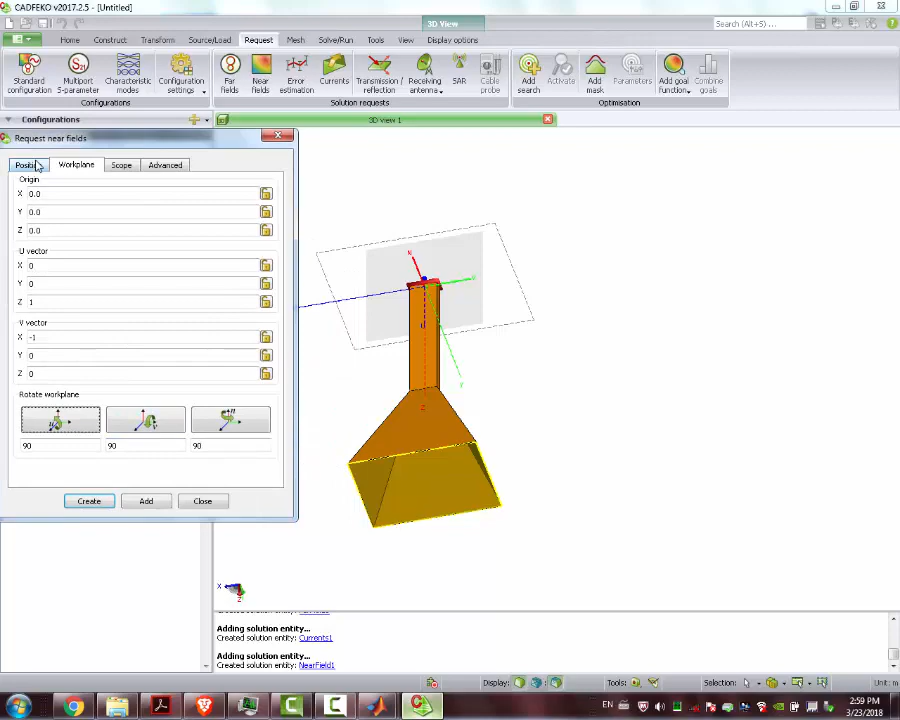 CADFEKO v2017.2.5 - [Untitled]
3D View
Search (Alt+S) . . .
Home Construct Transform Source/Load Request Mesh Solve/Run Tools View Display options
Standard configuration
Multiport S-parameter
Characteristic modes
Configuration settings
Far fields
Near fields
Error estimation
Currents
Transmission / reflection
Receiving antenna
SAR
Cable probe
Add search
Activate
Add mask
Parameters
Add goal function
Combine goals
Configurations
Solution requests
Optimisation
Configurations
3D view 1
Request near fields
Workplane Scope Advanced
Origin
X 0.0
Y 0.0
Z 0.0
U vector
X 0
Y 0
Z 1
V vector
X -1
Y 0
Z 0
Rotate workplane
90 90 90
Create Add Close
N
V
U
Y
Z
X
Z
Adding solution entity...
Created solution entity: Currents1
Adding solution entity...
Created solution entity: NearField1
Display: Tools: Selection: Unit: m
EN
2:59 PM
3/23/2018